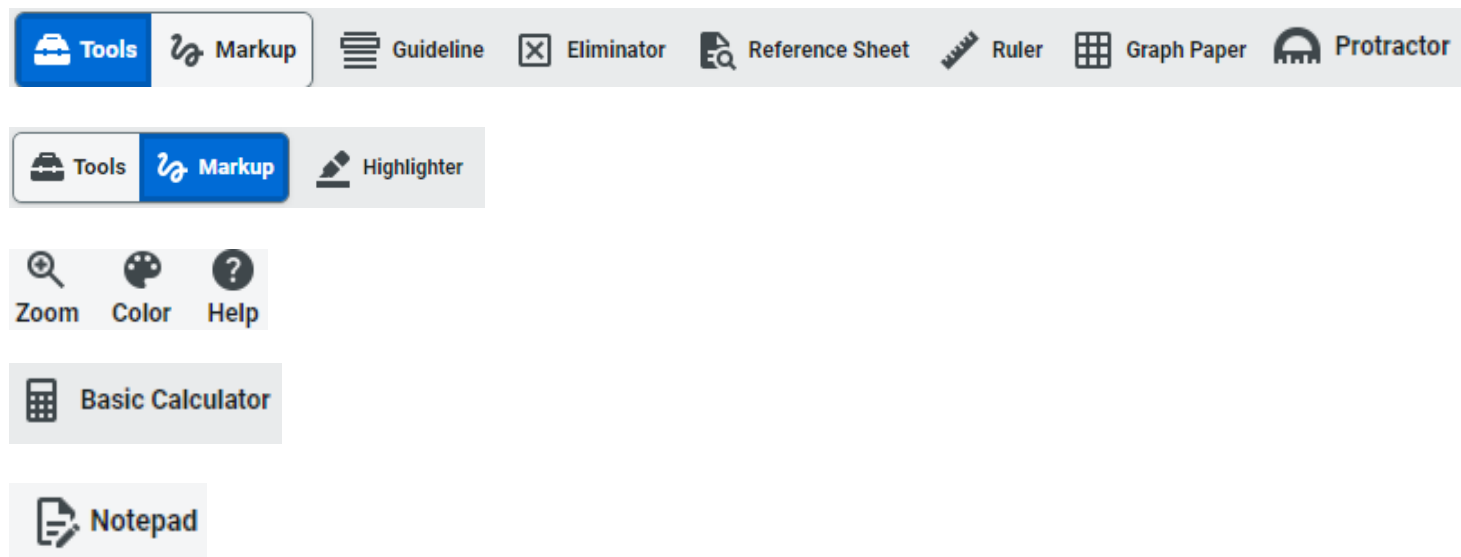 Tools Markup Guideline Eliminator Reference Sheet Ruler Graph Paper Protractor
Tools Markup Highlighter
Zoom Color Help
Basic Calculator
Notepad